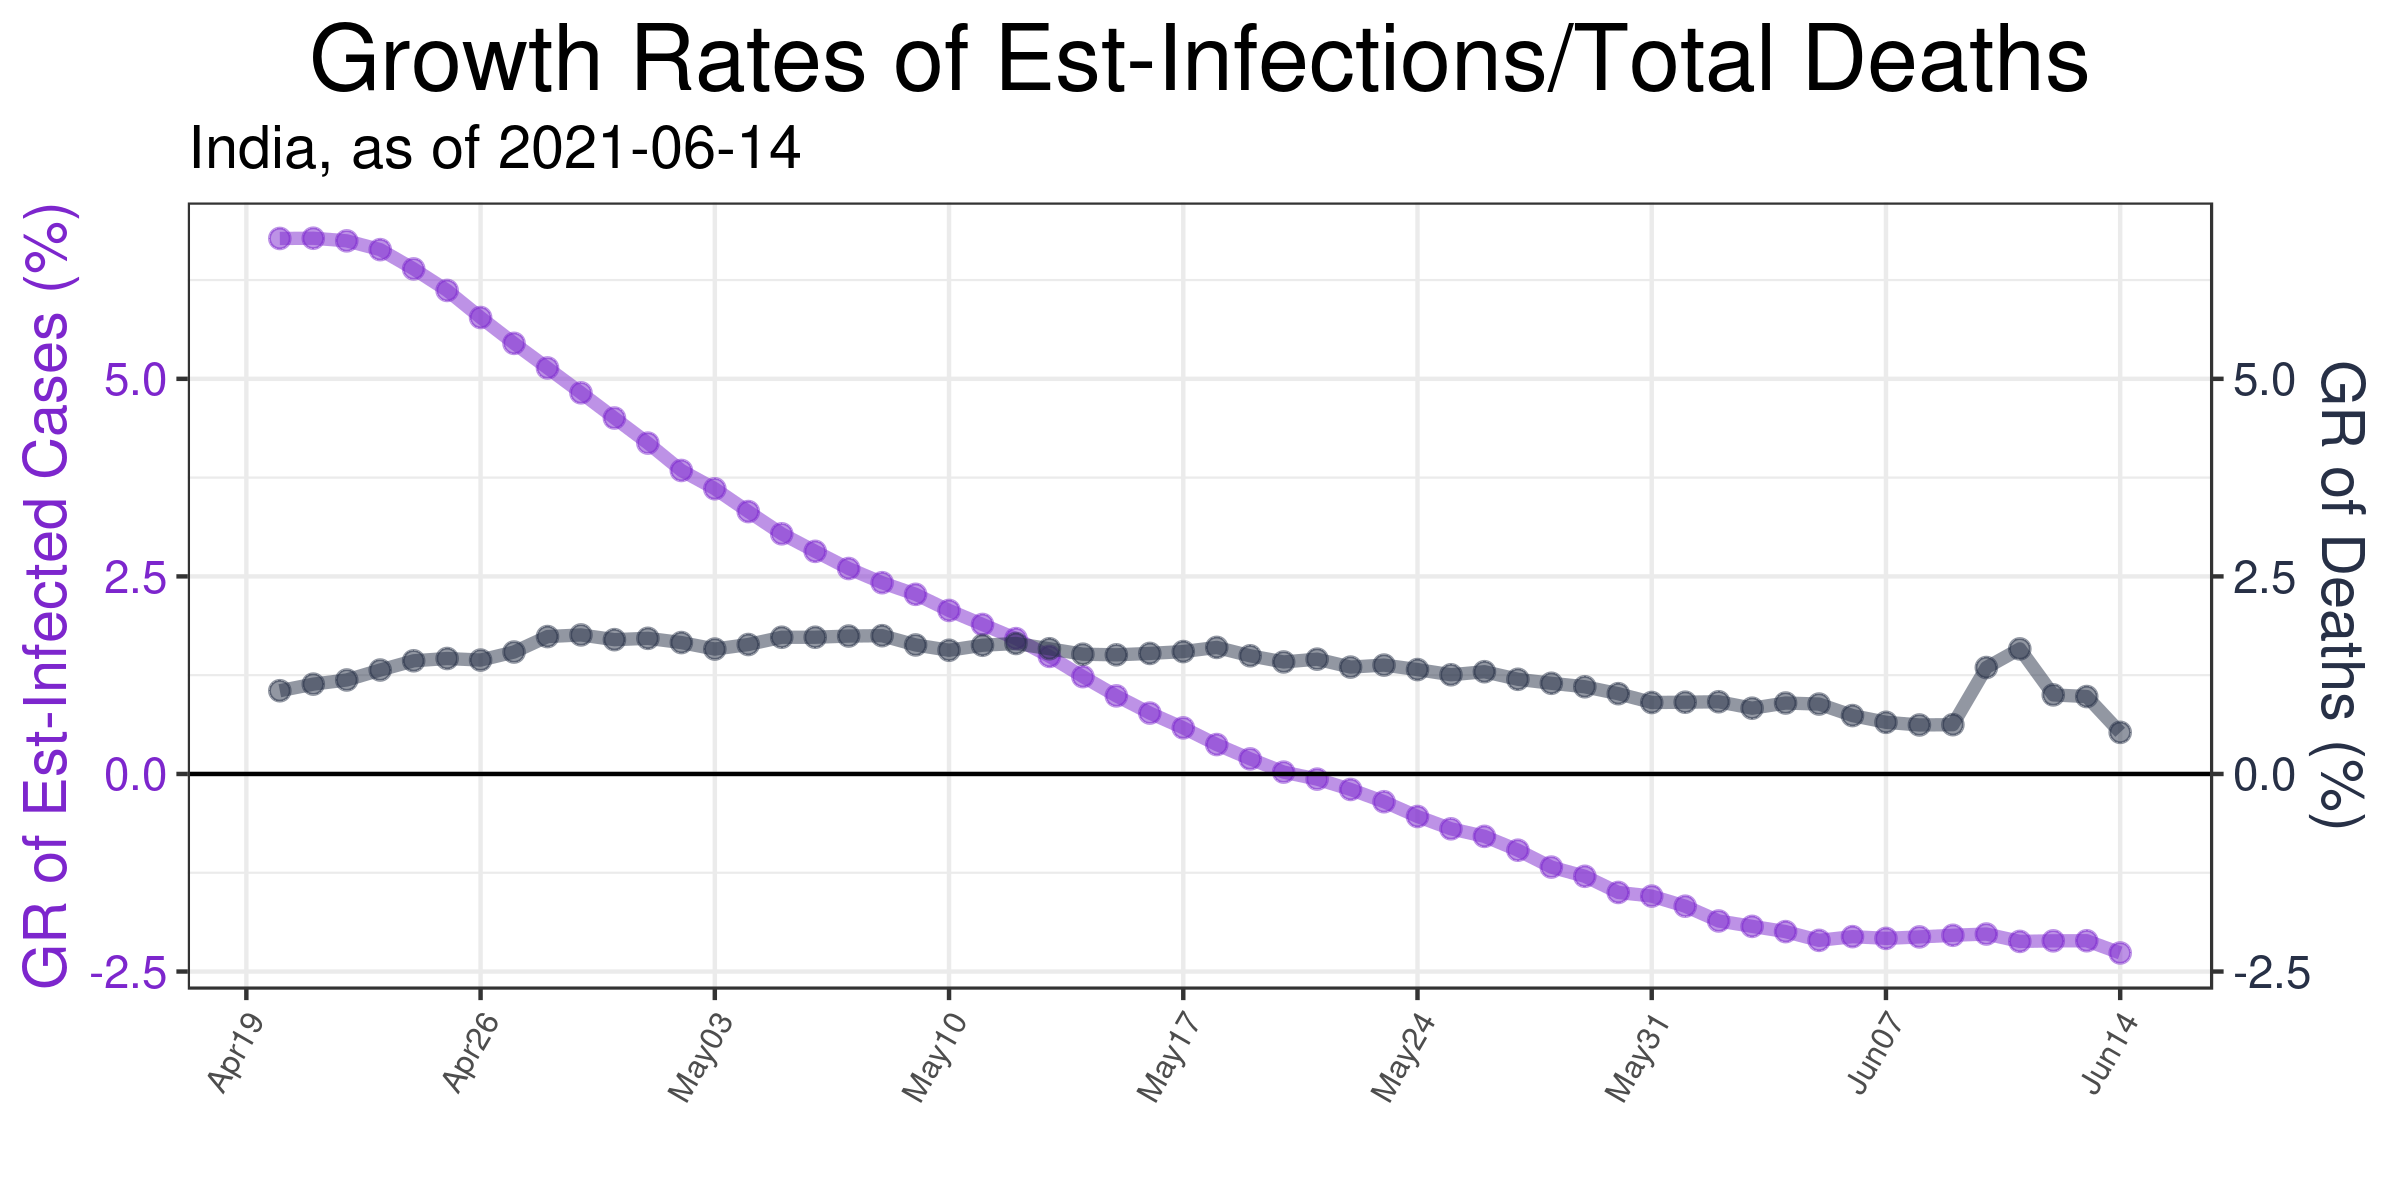 Growth Rates of Est-Infections/Total Deaths
India, as of 2021-06-14
GR of Est-Infected Cases (%)
5.0
2.5
0.0
-2.5
5.0
2.5
0.0
-2.5
GR of Deaths (%)
Apr19
Apr26
May03
May10
May17
May24
May31
Jun07
Jun14